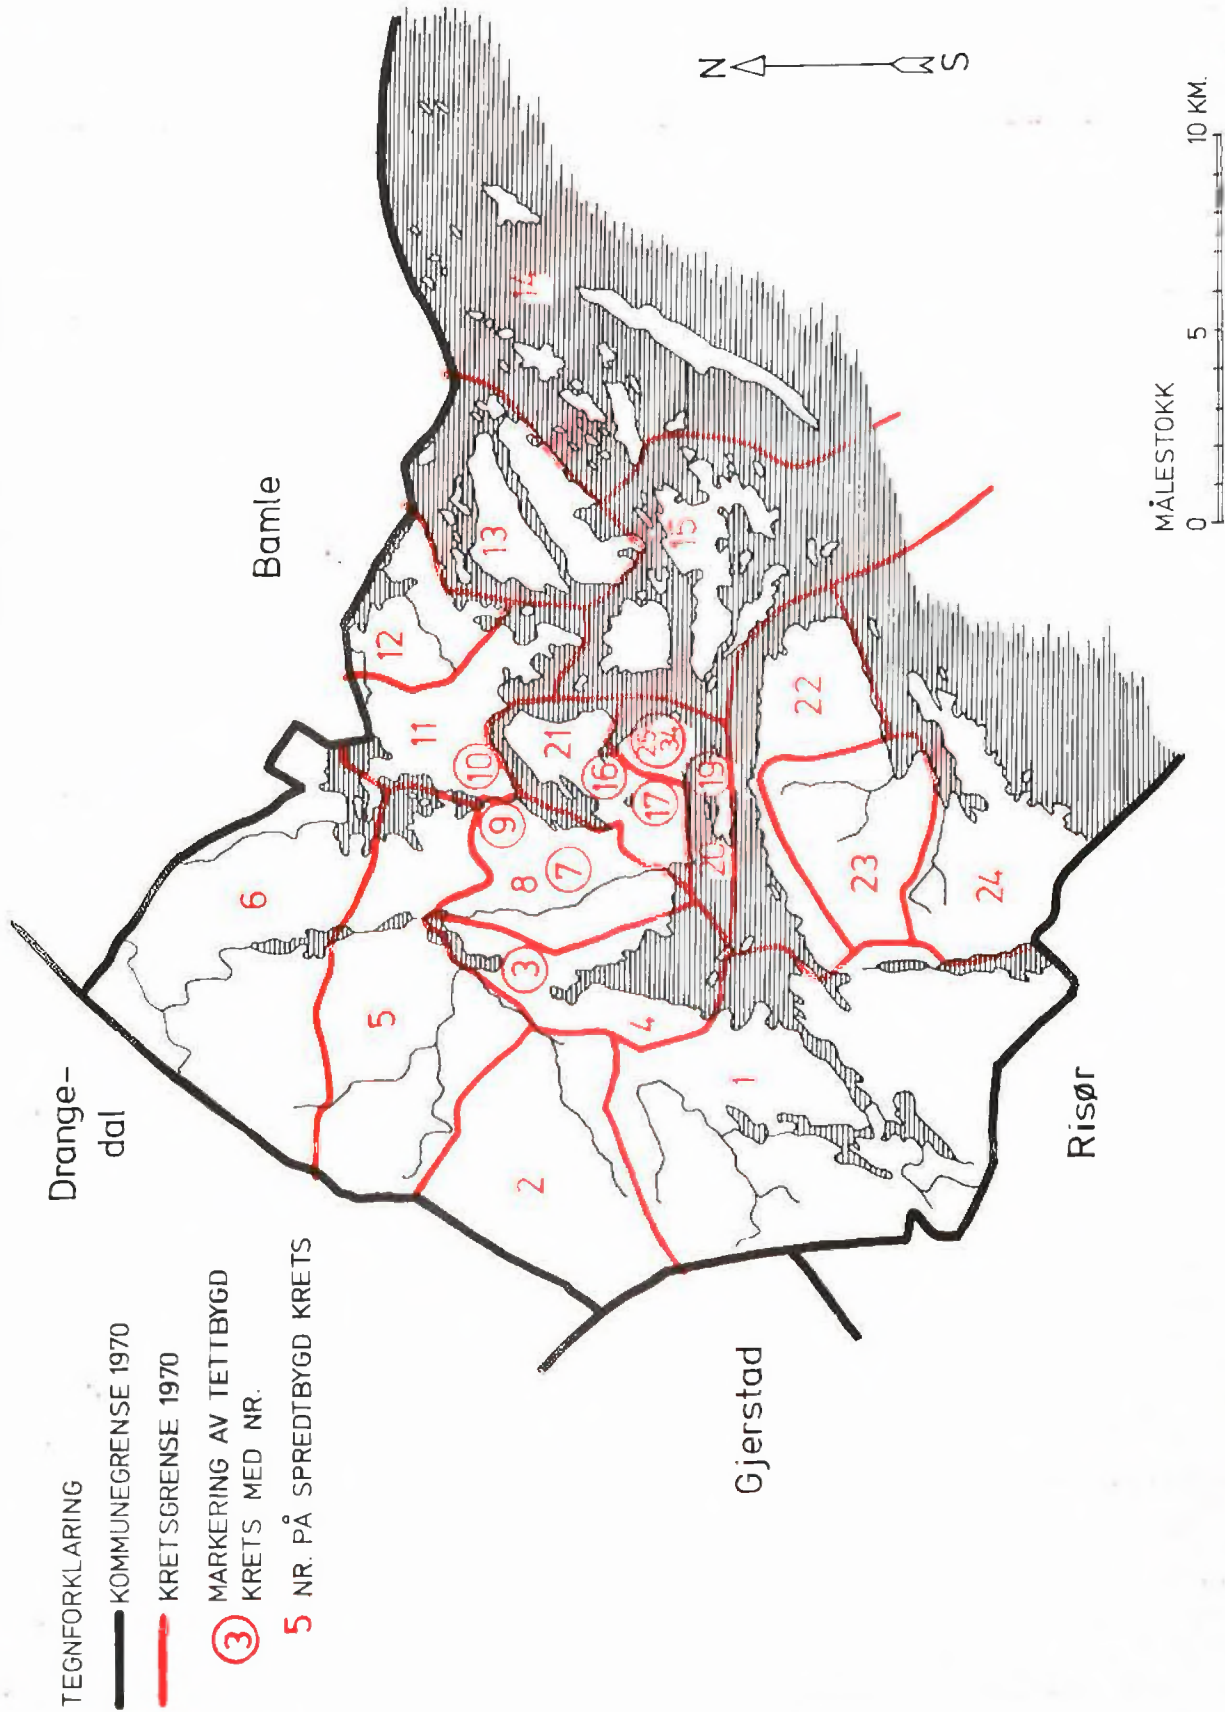 TEGNFORKLARING
KOMMUNEGRENSE 1970
KRETSGRENSE 1970
3 MARKERING AV TETTBYGD
KRETS MED NR.
5 NR. PÅ SPREDTBYGD KRETS
Drange-
dal
Bamle
Gjerstad
Risør
N
S
MÅLESTOKK
0 5 10 KM.
6
5
2
1
4
3
8
7
9
10
11
12
13
14
15
16
17
19
20
21
25
34
22
23
24